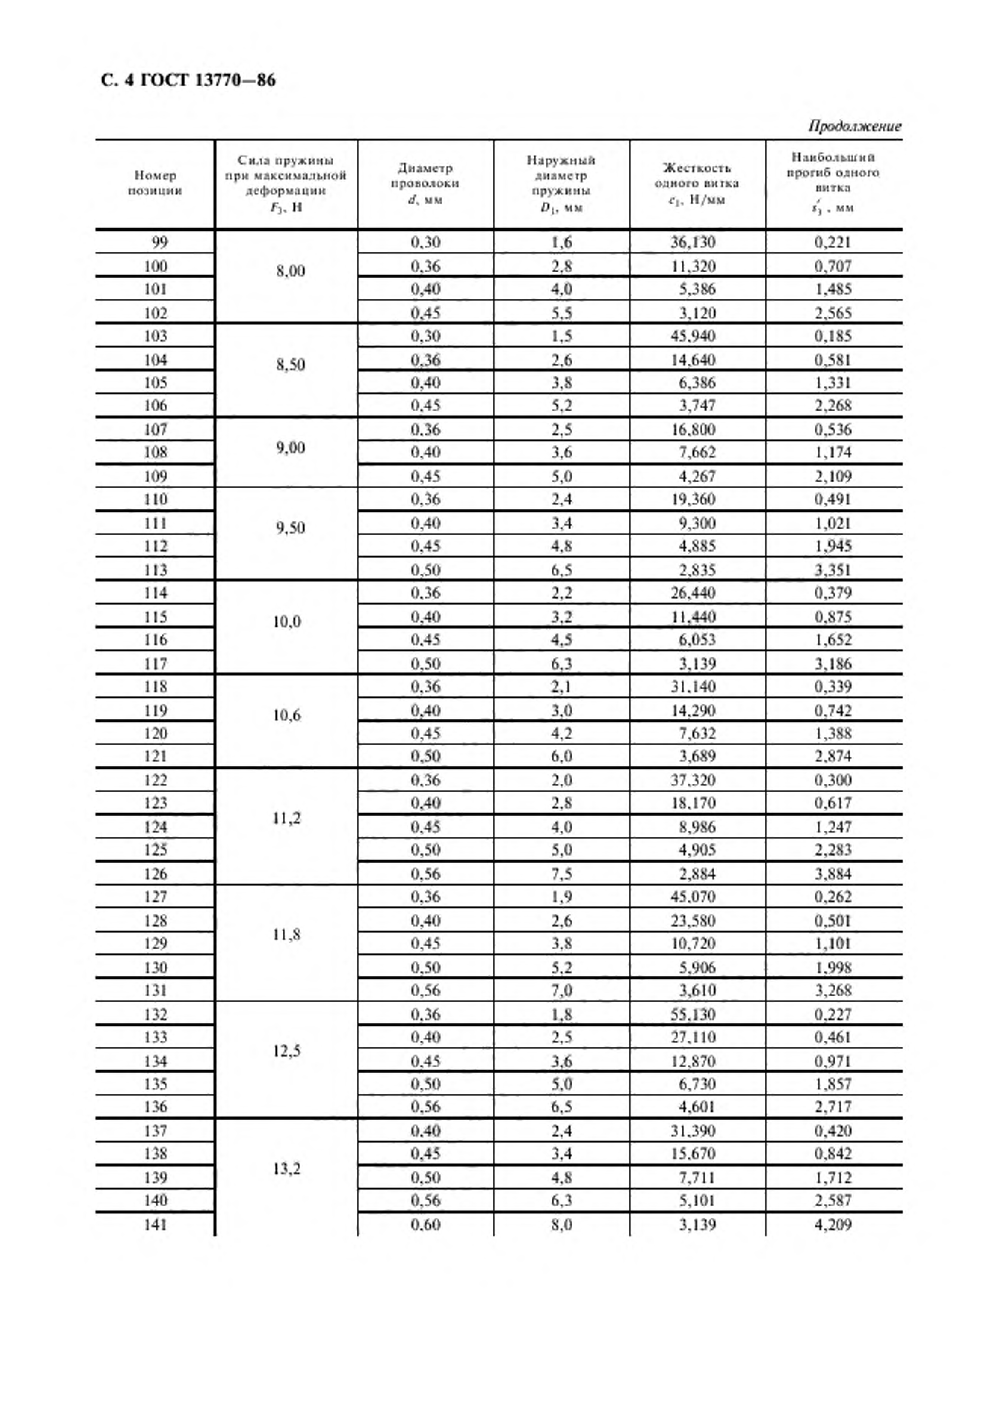 С. 4 ГОСТ 13770—86
Продолжение
Номер позиции | Сила пружины при максимальной деформации F₃, Н | Диаметр проволоки d, мм | Наружный диаметр пружины D₁, мм | Жесткость одного витка c₁, Н/мм | Наибольший прогиб одного витка s′₃, мм
99 | 8,00 | 0,30 | 1,6 | 36,130 | 0,221
100 | 0,36 | 2,8 | 11,320 | 0,707
101 | 0,40 | 4,0 | 5,386 | 1,485
102 | 0,45 | 5,5 | 3,120 | 2,565
103 | 8,50 | 0,30 | 1,5 | 45,940 | 0,185
104 | 0,36 | 2,6 | 14,640 | 0,581
105 | 0,40 | 3,8 | 6,386 | 1,331
106 | 0,45 | 5,2 | 3,747 | 2,268
107 | 9,00 | 0,36 | 2,5 | 16,800 | 0,536
108 | 0,40 | 3,6 | 7,662 | 1,174
109 | 0,45 | 5,0 | 4,267 | 2,109
110 | 9,50 | 0,36 | 2,4 | 19,360 | 0,491
111 | 0,40 | 3,4 | 9,300 | 1,021
112 | 0,45 | 4,8 | 4,885 | 1,945
113 | 0,50 | 6,5 | 2,835 | 3,351
114 | 10,0 | 0,36 | 2,2 | 26,440 | 0,379
115 | 0,40 | 3,2 | 11,440 | 0,875
116 | 0,45 | 4,5 | 6,053 | 1,652
117 | 0,50 | 6,3 | 3,139 | 3,186
118 | 10,6 | 0,36 | 2,1 | 31,140 | 0,339
119 | 0,40 | 3,0 | 14,290 | 0,742
120 | 0,45 | 4,2 | 7,632 | 1,388
121 | 0,50 | 6,0 | 3,689 | 2,874
122 | 11,2 | 0,36 | 2,0 | 37,320 | 0,300
123 | 0,40 | 2,8 | 18,170 | 0,617
124 | 0,45 | 4,0 | 8,986 | 1,247
125 | 0,50 | 5,0 | 4,905 | 2,283
126 | 0,56 | 7,5 | 2,884 | 3,884
127 | 11,8 | 0,36 | 1,9 | 45,070 | 0,262
128 | 0,40 | 2,6 | 23,580 | 0,501
129 | 0,45 | 3,8 | 10,720 | 1,101
130 | 0,50 | 5,2 | 5,906 | 1,998
131 | 0,56 | 7,0 | 3,610 | 3,268
132 | 12,5 | 0,36 | 1,8 | 55,130 | 0,227
133 | 0,40 | 2,5 | 27,110 | 0,461
134 | 0,45 | 3,6 | 12,870 | 0,971
135 | 0,50 | 5,0 | 6,730 | 1,857
136 | 0,56 | 6,5 | 4,601 | 2,717
137 | 13,2 | 0,40 | 2,4 | 31,390 | 0,420
138 | 0,45 | 3,4 | 15,670 | 0,842
139 | 0,50 | 4,8 | 7,711 | 1,712
140 | 0,56 | 6,3 | 5,101 | 2,587
141 | 0,60 | 8,0 | 3,139 | 4,209